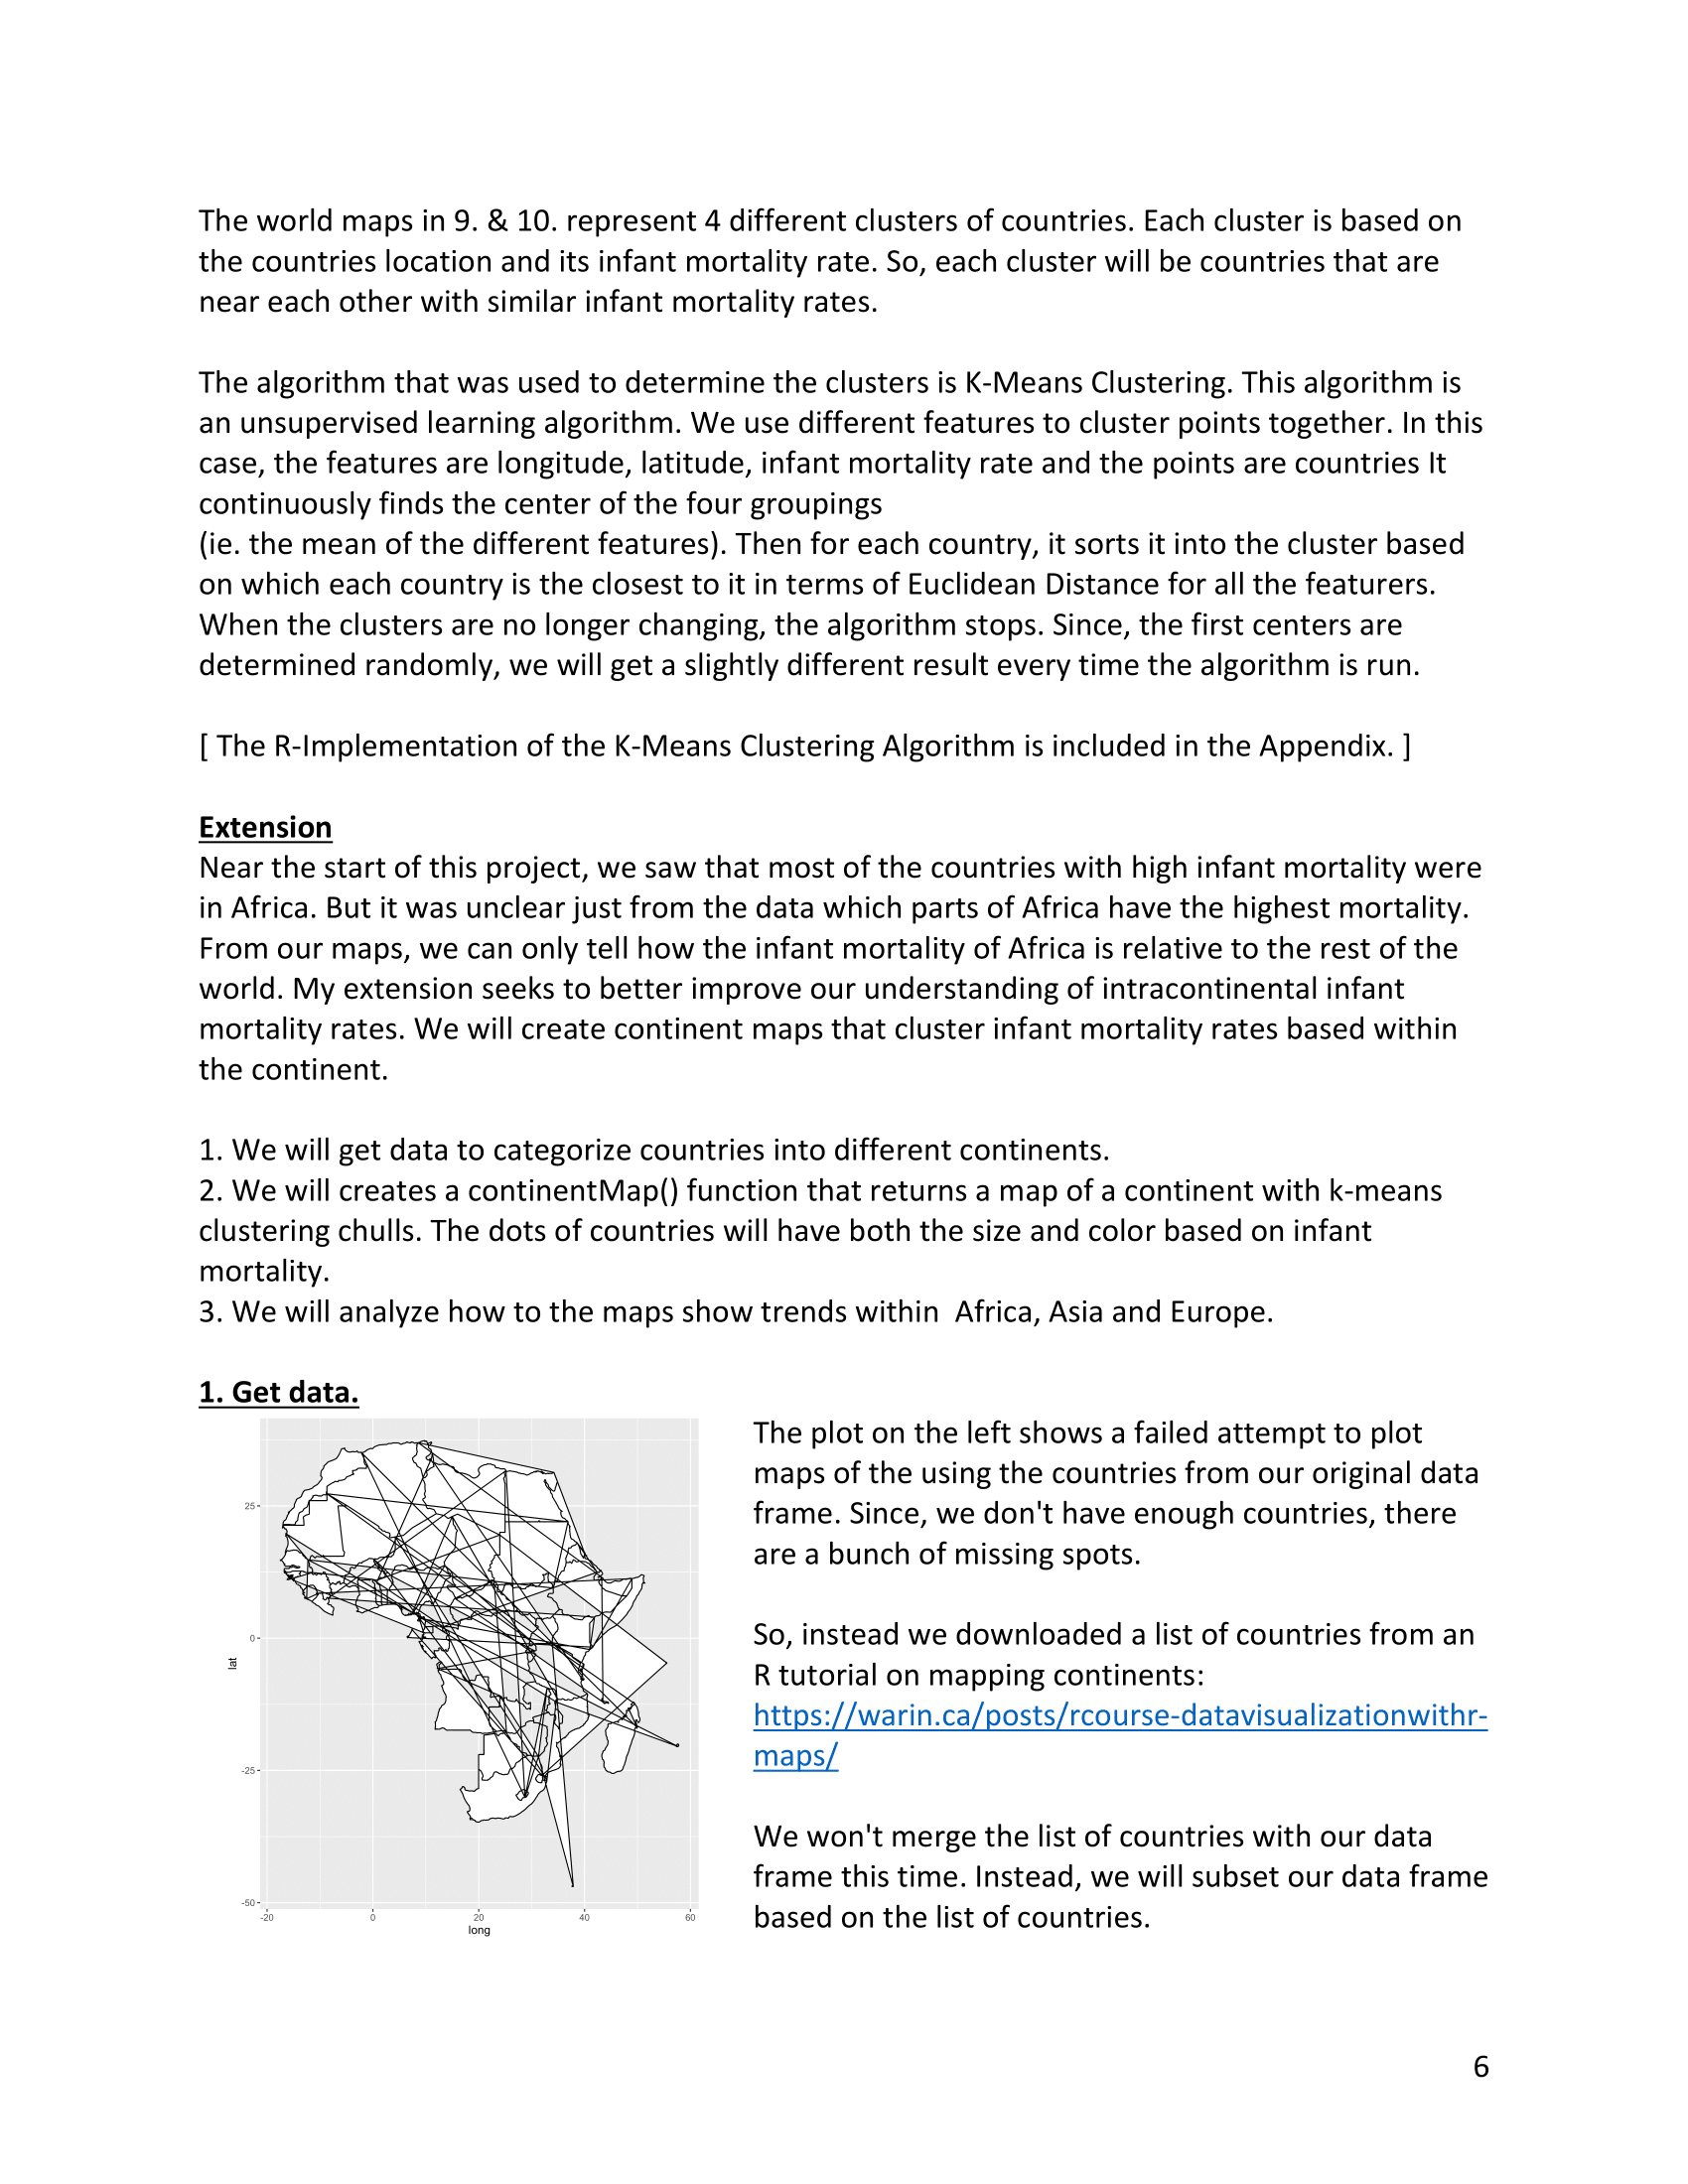 The world maps in 9. & 10. represent 4 different clusters of countries. Each cluster is based on
the countries location and its infant mortality rate. So, each cluster will be countries that are
near each other with similar infant mortality rates.
The algorithm that was used to determine the clusters is K-Means Clustering. This algorithm is
an unsupervised learning algorithm. We use different features to cluster points together. In this
case, the features are longitude, latitude, infant mortality rate and the points are countries It
continuously finds the center of the four groupings
(ie. the mean of the different features). Then for each country, it sorts it into the cluster based
on which each country is the closest to it in terms of Euclidean Distance for all the featurers.
When the clusters are no longer changing, the algorithm stops. Since, the first centers are
determined randomly, we will get a slightly different result every time the algorithm is run.
[ The R-Implementation of the K-Means Clustering Algorithm is included in the Appendix. ]
Extension
Near the start of this project, we saw that most of the countries with high infant mortality were
in Africa. But it was unclear just from the data which parts of Africa have the highest mortality.
From our maps, we can only tell how the infant mortality of Africa is relative to the rest of the
world. My extension seeks to better improve our understanding of intracontinental infant
mortality rates. We will create continent maps that cluster infant mortality rates based within
the continent.
1. We will get data to categorize countries into different continents.
2. We will creates a continentMap() function that returns a map of a continent with k-means
clustering chulls. The dots of countries will have both the size and color based on infant
mortality.
3. We will analyze how to the maps show trends within  Africa, Asia and Europe.
1. Get data.
25
0
-25
-50
lat
-20 0 20 40 60
long
The plot on the left shows a failed attempt to plot
maps of the using the countries from our original data
frame. Since, we don't have enough countries, there
are a bunch of missing spots.
So, instead we downloaded a list of countries from an
R tutorial on mapping continents:
https://warin.ca/posts/rcourse-datavisualizationwithr-
maps/
We won't merge the list of countries with our data
frame this time. Instead, we will subset our data frame
based on the list of countries.
6